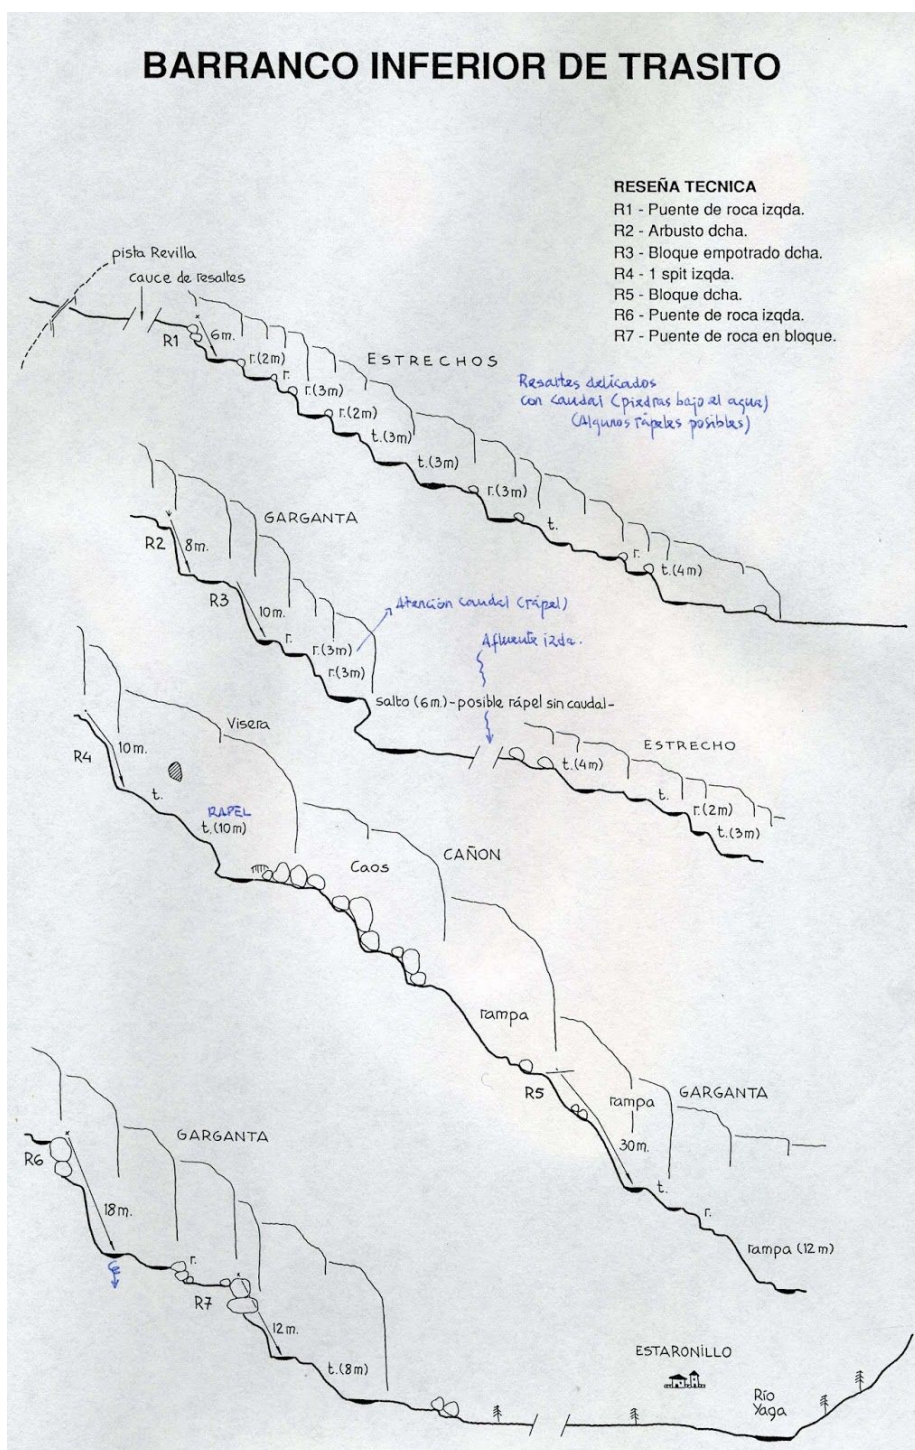 BARRANCO INFERIOR DE TRASITO
RESEÑA TECNICA
R1 - Puente de roca izqda.
R2 - Arbusto dcha.
R3 - Bloque empotrado dcha.
R4 - 1 spit izqda.
R5 - Bloque dcha.
R6 - Puente de roca izqda.
R7 - Puente de roca en bloque.
pista Revilla
cauce de resaltes
R1
6m.
r.(2m)
r.
r.(3m)
r.(2m)
t.(3m)
t.(3m)
r.(3m)
t.
r.
t.(4m)
ESTRECHOS
Resaltes delicados
con caudal (piedras bajo el agua)
(Algunos rápeles posibles)
GARGANTA
R2
8m.
R3
10m.
r.
r.(3m)
r.(3m)
Atención caudal (rápel)
Afluente izda.
salto (6m.)-posible rápel sin caudal-
ESTRECHO
t.(4m)
t.
r.(2m)
t.(3m)
Visera
R4
10m.
t.
RAPEL
t.(10m)
Caos
CAÑON
rampa
R5
rampa
30m.
GARGANTA
t.
r.
rampa (12m)
GARGANTA
R6
18m.
r.
R7
12m.
t.(8m)
ESTARONILLO
Río
Yaga